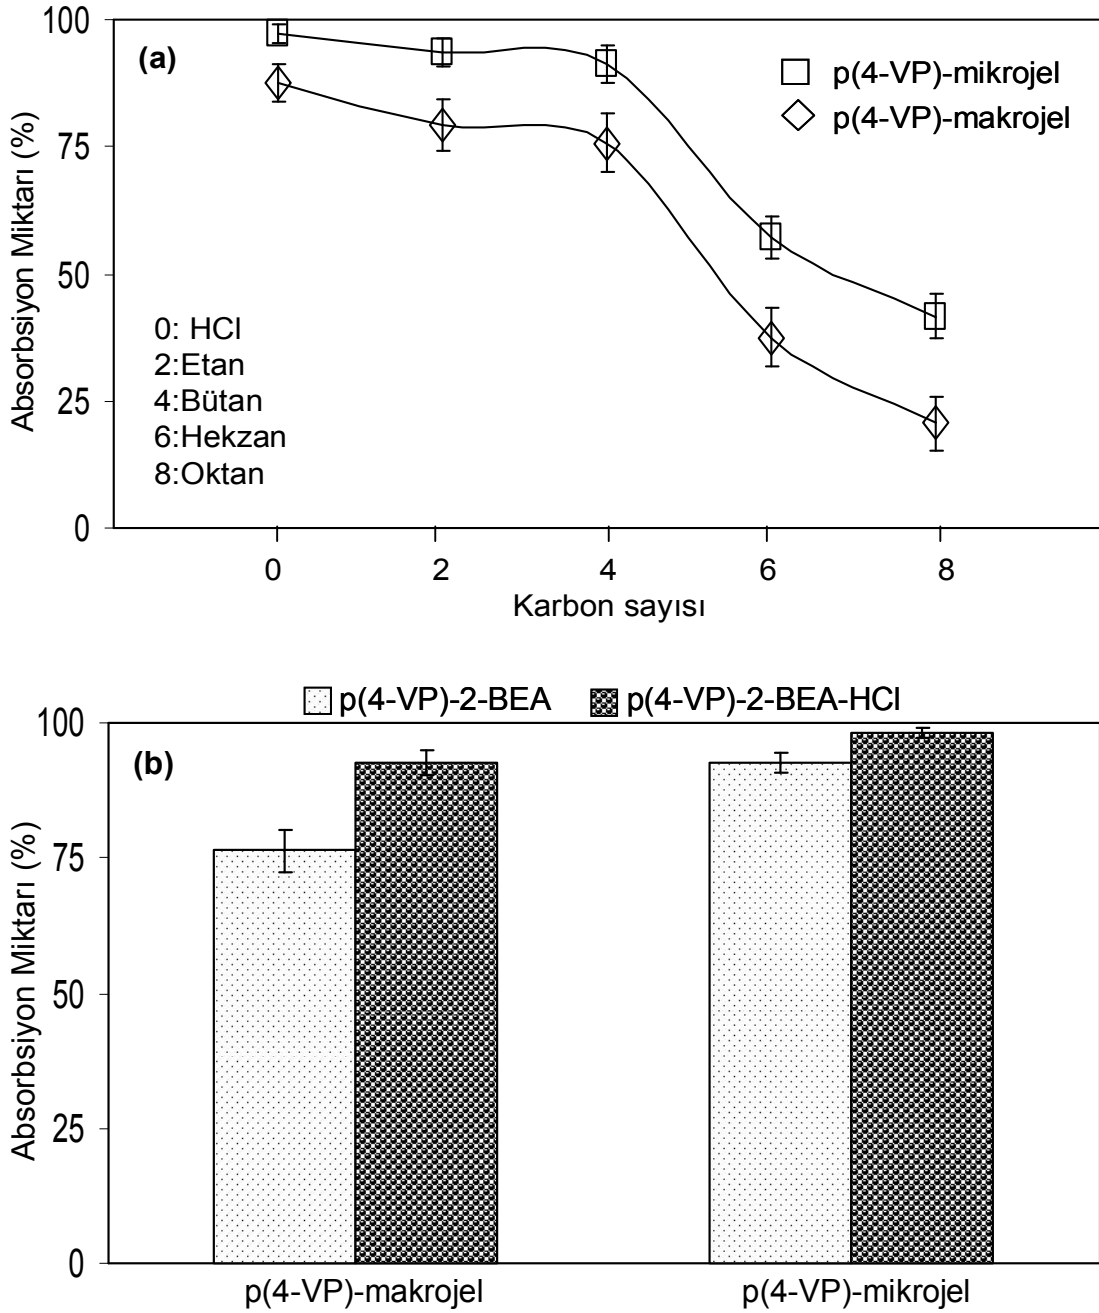 100
(a)
p(4-VP)-mikrojel
p(4-VP)-makrojel
75
50
25
0
Absorbsiyon Miktarı (%)
0: HCl
2:Etan
4:Bütan
6:Hekzan
8:Oktan
0 2 4 6 8
Karbon sayısı
p(4-VP)-2-BEA p(4-VP)-2-BEA-HCl
100
(b)
75
50
25
0
Absorbsiyon Miktarı (%)
p(4-VP)-makrojel p(4-VP)-mikrojel